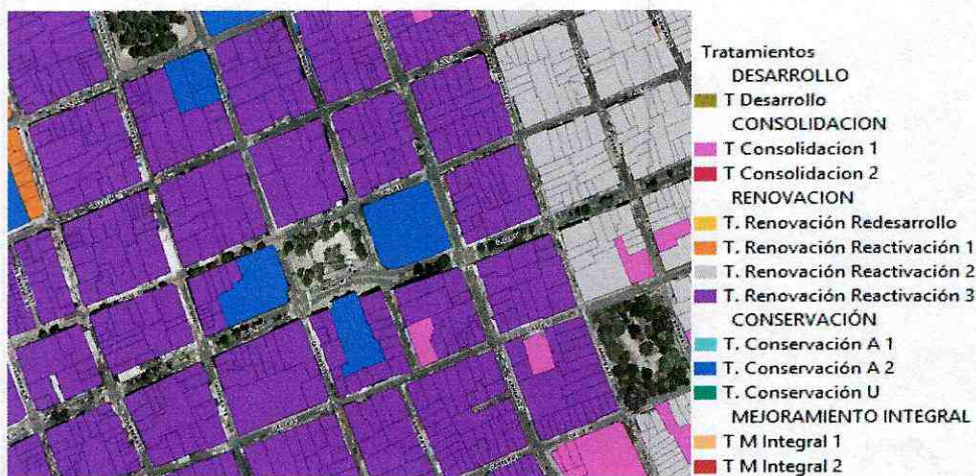 Tratamientos
DESARROLLO
T Desarrollo
CONSOLIDACION
T Consolidacion 1
T Consolidacion 2
RENOVACION
T. Renovación Redesarrollo
T. Renovación Reactivación 1
T. Renovación Reactivación 2
T. Renovación Reactivación 3
CONSERVACIÓN
T. Conservación A 1
T. Conservación A 2
T. Conservación U
MEJORAMIENTO INTEGRAL
T M Integral 1
T M Integral 2